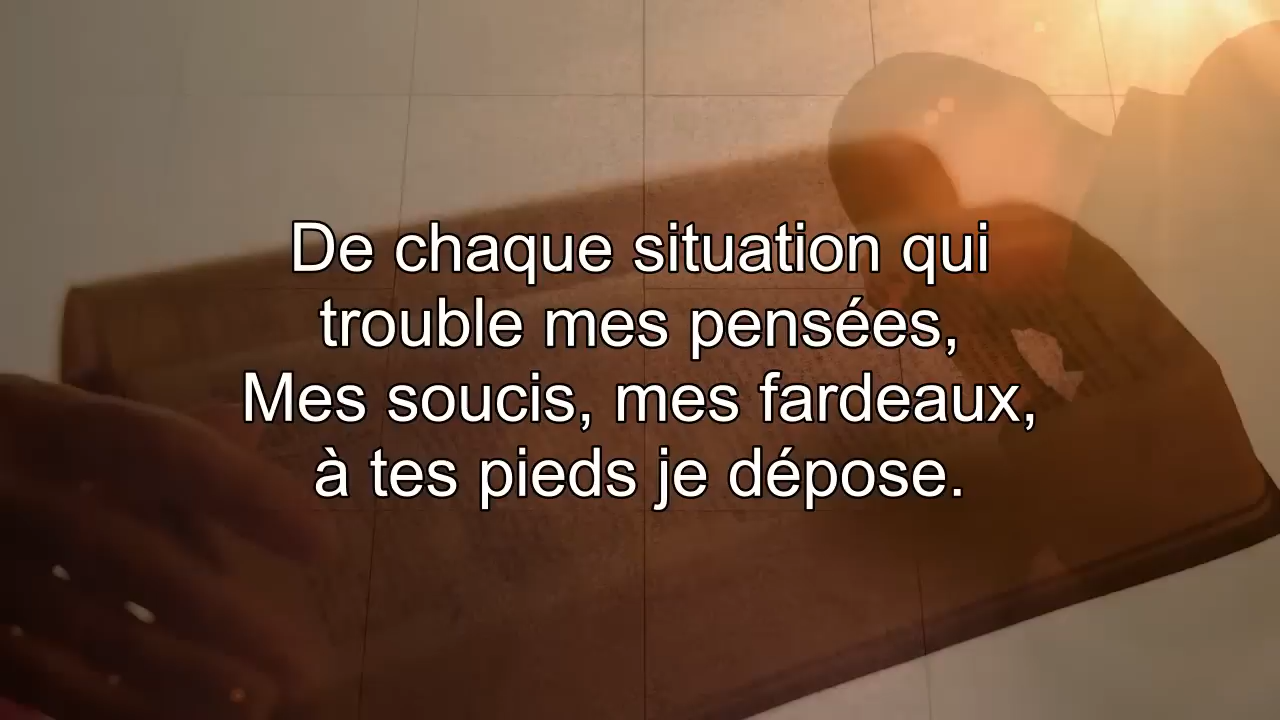 De chaque situation qui
trouble mes pensées,
Mes soucis, mes fardeaux,
à tes pieds je dépose.